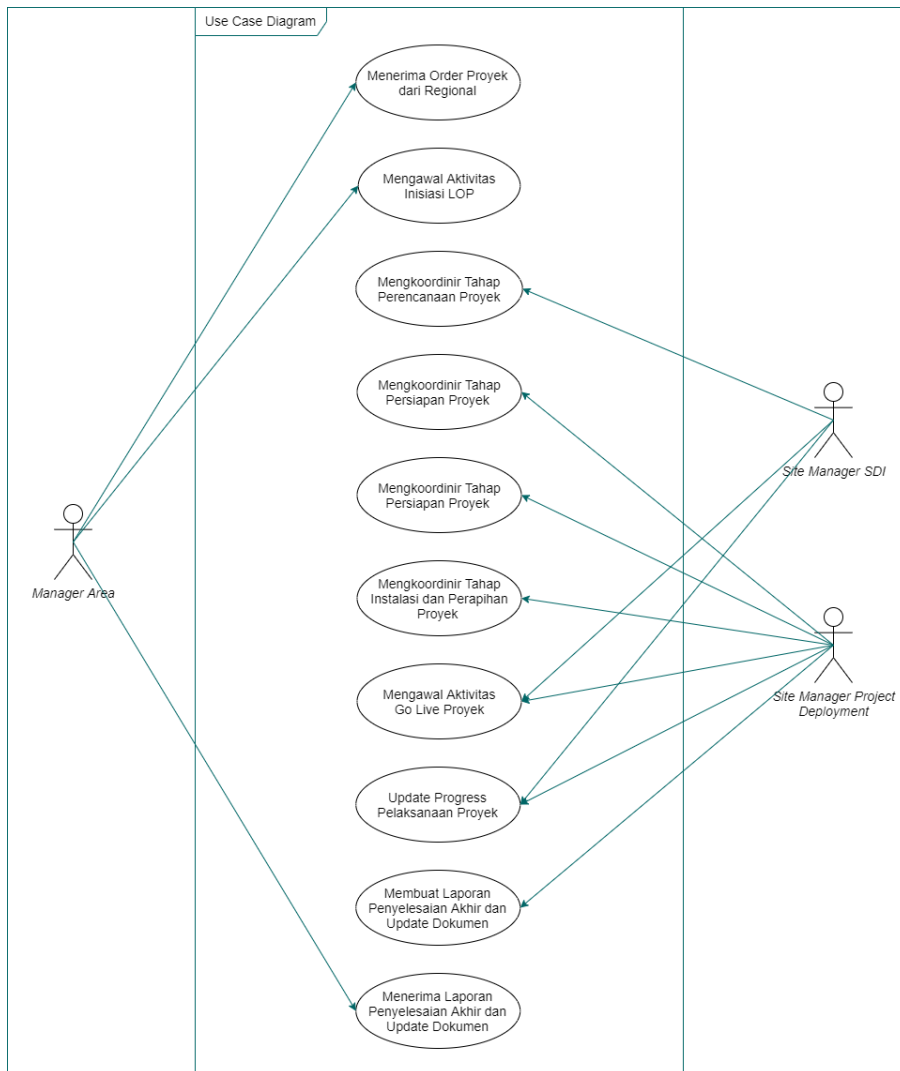 Use Case Diagram
Menerima Order Proyek
dari Regional
Mengawal Aktivitas
Inisiasi LOP
Mengkoordinir Tahap
Perencanaan Proyek
Mengkoordinir Tahap
Persiapan Proyek
Site Manager SDI
Mengkoordinir Tahap
Persiapan Proyek
Manager Area
Mengkoordinir Tahap
Instalasi dan Perapihan
Proyek
Site Manager Project
Deployment
Mengawal Aktivitas
Go Live Proyek
Update Progress
Pelaksanaan Proyek
Membuat Laporan
Penyelesaian Akhir dan
Update Dokumen
Menerima Laporan
Penyelesaian Akhir dan
Update Dokumen